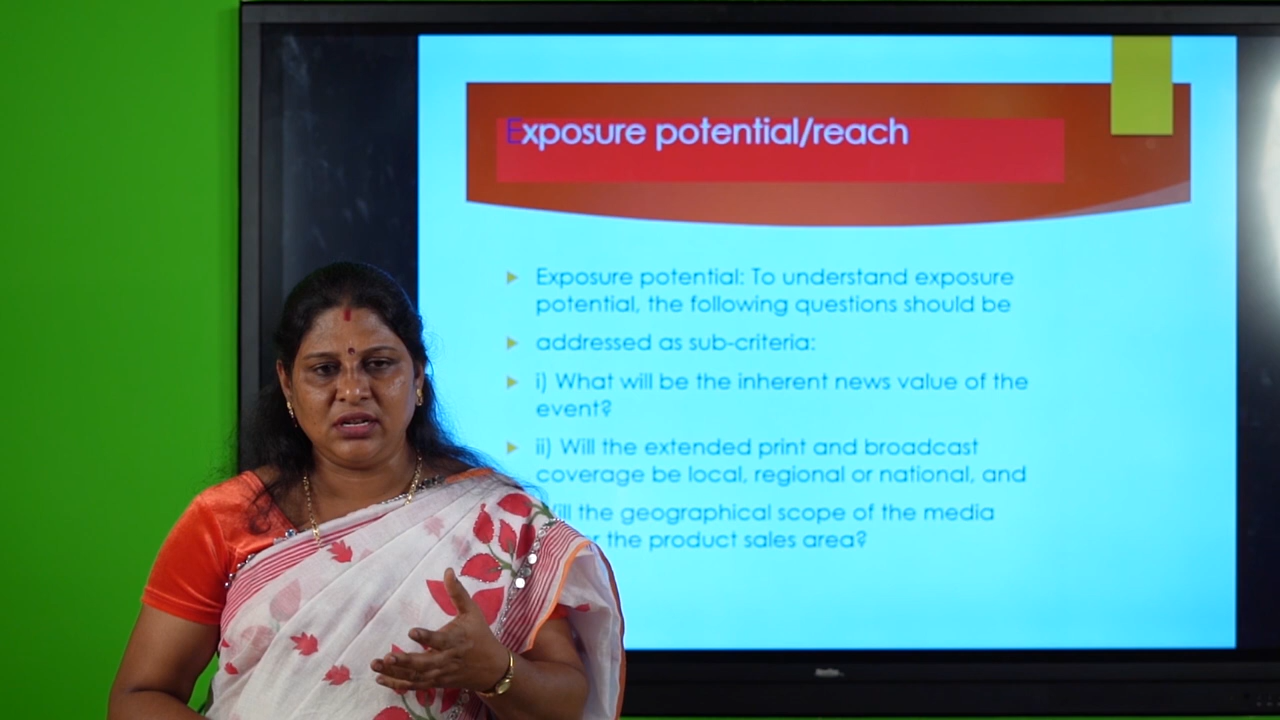 Exposure potential/reach
Exposure potential: To understand exposure
potential, the following questions should be
addressed as sub-criteria:
i) What will be the inherent news value of the
event?
ii) Will the extended print and broadcast
coverage be local, regional or national, and
the geographical scope of the media
the product sales area?